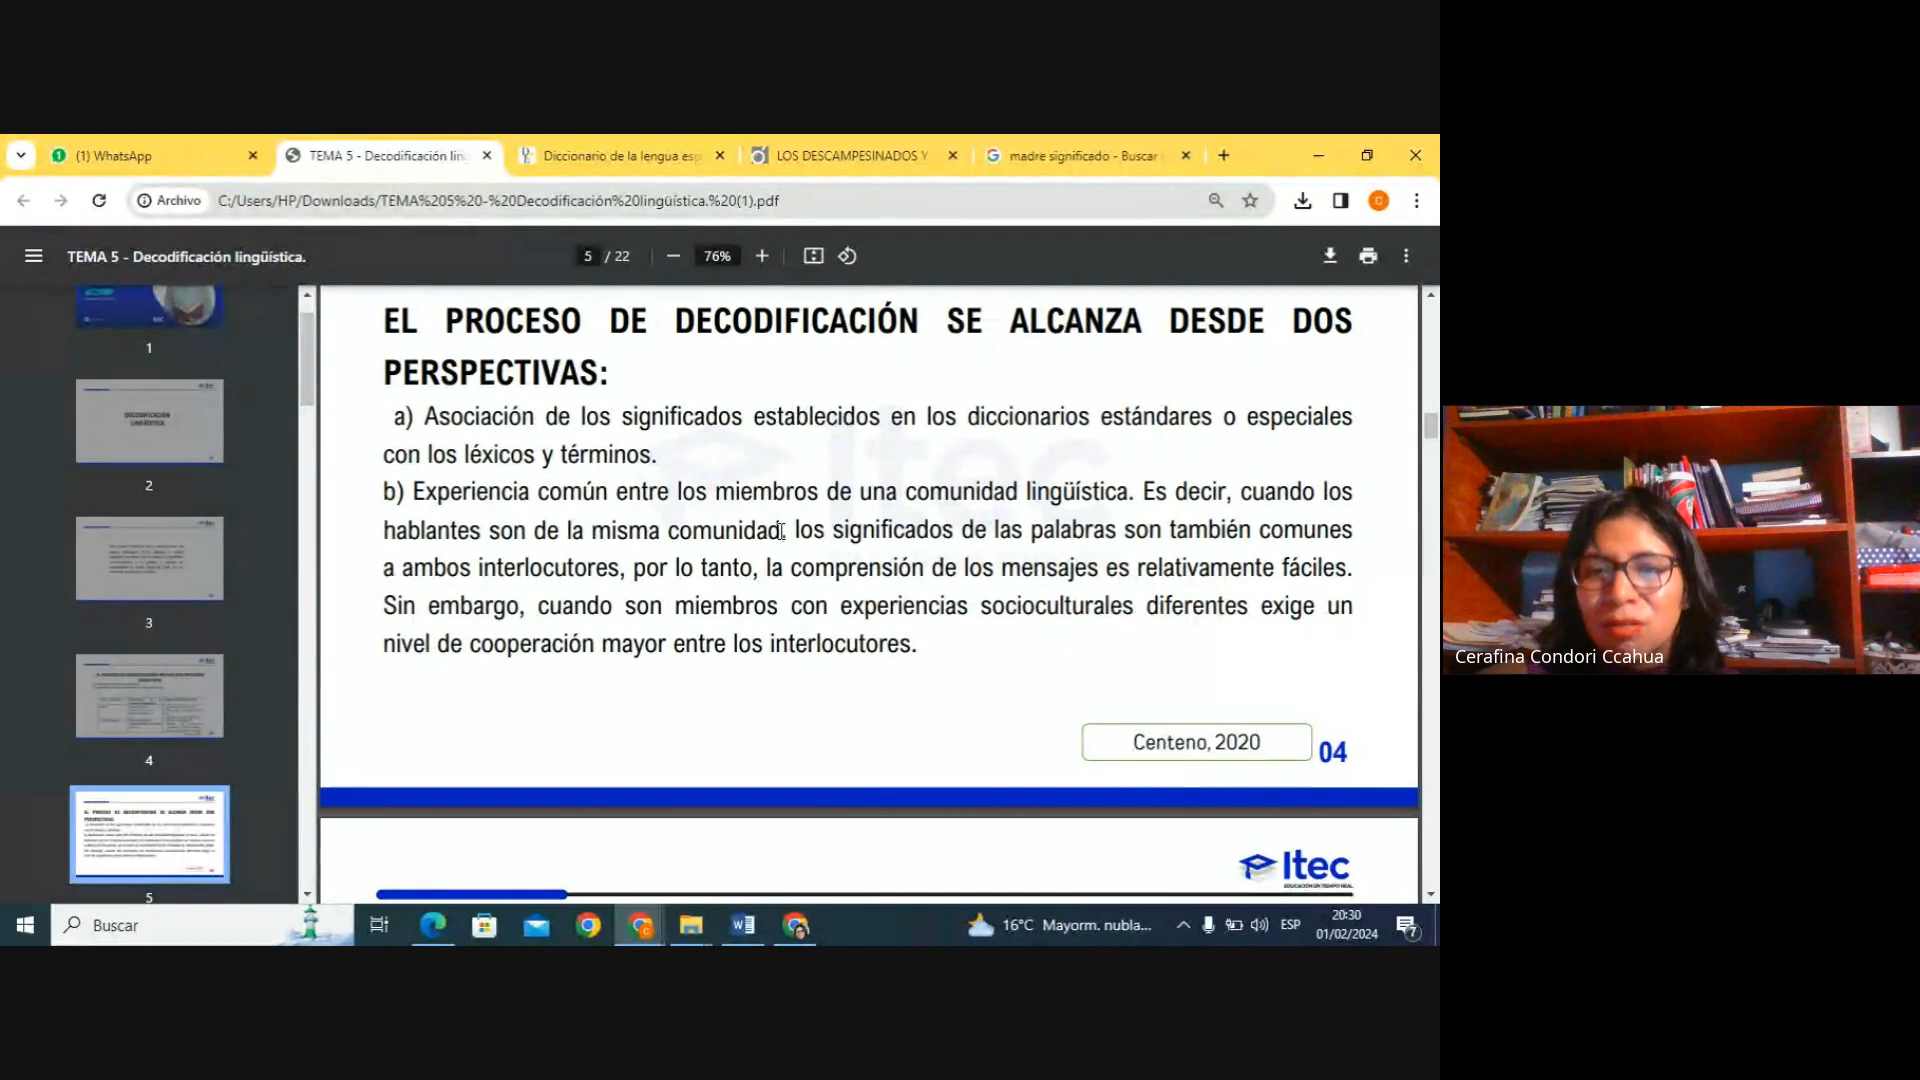 (1) WhatsApp
TEMA 5 - Decodificación lin
Diccionario de la lengua esp
LOS DESCAMPESINADOS Y
madre significado - Buscar
Archivo
C:/Users/HP/Downloads/TEMA%205%20-%20Decodificación%20lingüística.%20(1).pdf
TEMA 5 - Decodificación lingüística.
5 / 22
76%
1
DECODIFICACIÓN
LINGÜÍSTICA
2
3
4
5
EL PROCESO DE DECODIFICACIÓN SE ALCANZA DESDE DOS
PERSPECTIVAS:
a) Asociación de los significados establecidos en los diccionarios estándares o especiales
con los léxicos y términos.
b) Experiencia común entre los miembros de una comunidad lingüística. Es decir, cuando los
hablantes son de la misma comunidad, los significados de las palabras son también comunes
a ambos interlocutores, por lo tanto, la comprensión de los mensajes es relativamente fáciles.
Sin embargo, cuando son miembros con experiencias socioculturales diferentes exige un
nivel de cooperación mayor entre los interlocutores.
Centeno, 2020
04
Itec
EDUCACIÓN EN TIEMPO REAL
Buscar
16°C Mayorm. nubla...
ESP
20:30
01/02/2024
7
Cerafina Condori Ccahua